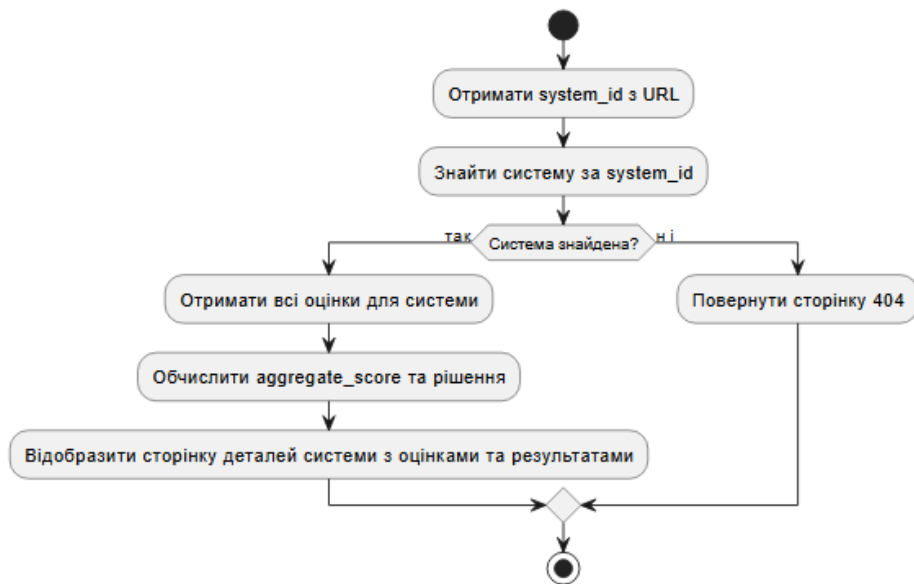 Отримати system_id з URL
Знайти систему за system_id
так
Система знайдена?
ні
Отримати всі оцінки для системи
Повернути сторінку 404
Обчислити aggregate_score та рішення
Відобразити сторінку деталей системи з оцінками та результатами